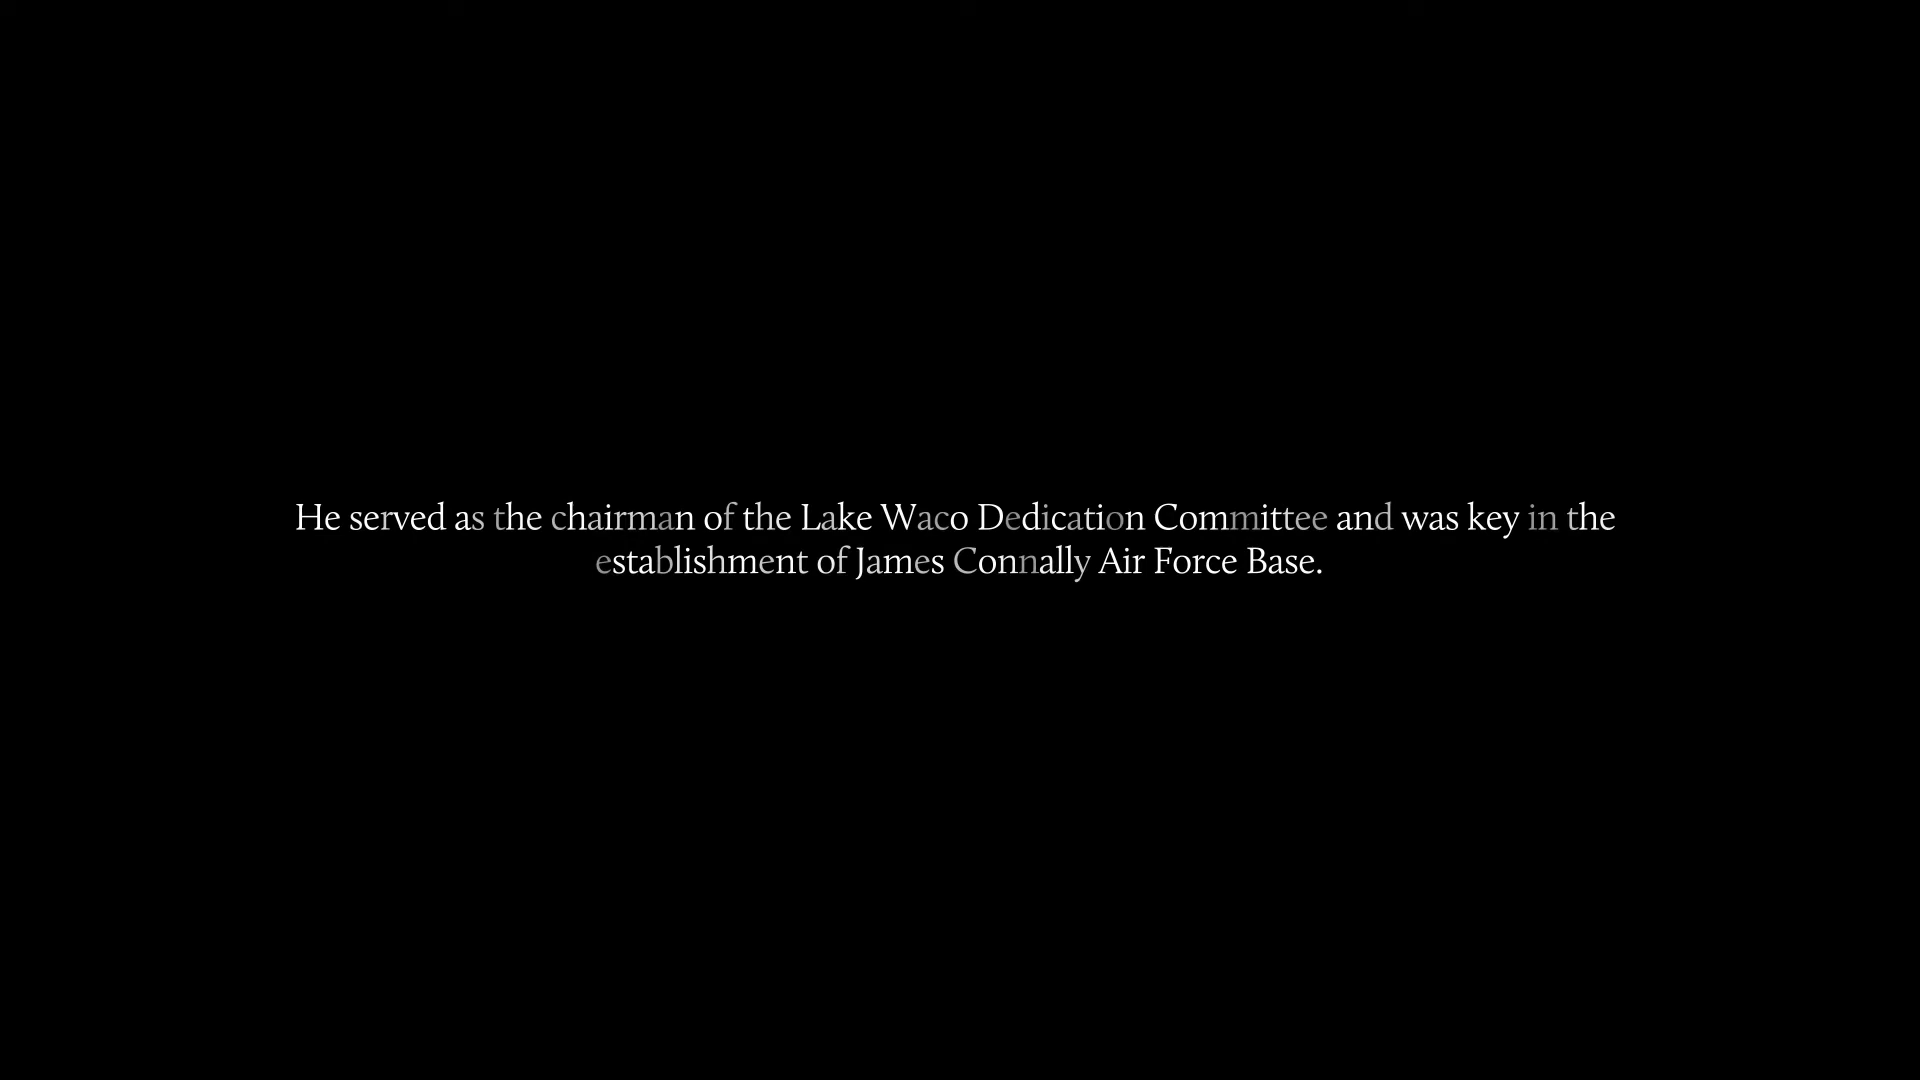 He served as the chairman of the Lake Waco Dedication Committee and was key in the
establishment of James Connally Air Force Base.